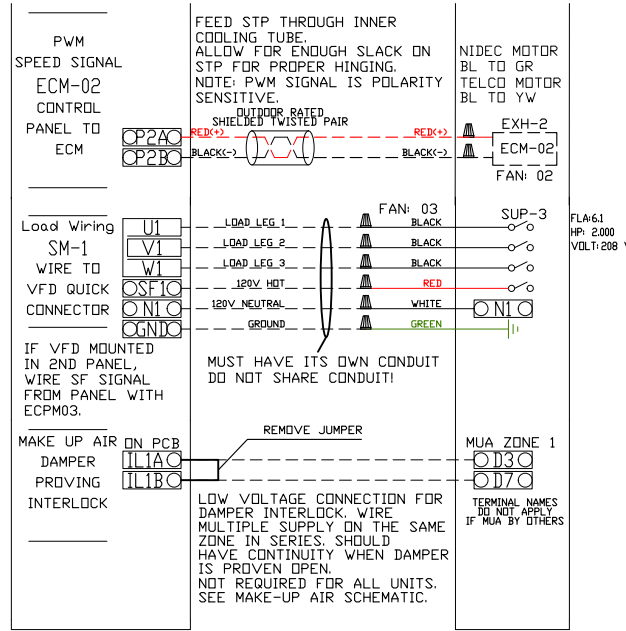 PWM
SPEED SIGNAL
ECM-02
CONTROL
PANEL TO
ECM
P2A
P2B
FEED STP THROUGH INNER
COOLING TUBE.
ALLOW FOR ENOUGH SLACK ON
STP FOR PROPER HINGING.
NOTE: PWM SIGNAL IS POLARITY
SENSITIVE.
OUTDOOR RATED
SHIELDED TWISTED PAIR
RED(+)
RED(+)
BLACK(-)
BLACK(-)
NIDEC MOTOR
BL TO GR
TELCO MOTOR
BL TO YW
EXH-2
ECM-02
FAN: 02
Load Wiring
SM-1
WIRE TO
VFD QUICK
CONNECTOR
U1
V1
W1
SF1
N1
GND
LOAD LEG 1
LOAD LEG 2
LOAD LEG 3
120V HOT
120V NEUTRAL
GROUND
FAN: 03
BLACK
BLACK
BLACK
RED
WHITE
GREEN
SUP-3
N1
FLA:6.1
HP: 2.000
VOLT: 208 V
IF VFD MOUNTED
IN 2ND PANEL,
WIRE SF SIGNAL
FROM PANEL WITH
ECPM03.
MUST HAVE ITS OWN CONDUIT
DO NOT SHARE CONDUIT!
MAKE UP AIR
DAMPER
PROVING
INTERLOCK
ON PCB
IL1A
IL1B
REMOVE JUMPER
MUA ZONE 1
D3
D7
TERMINAL NAMES
DO NOT APPLY
IF MUA BY OTHERS
LOW VOLTAGE CONNECTION FOR
DAMPER INTERLOCK. WIRE
MULTIPLE SUPPLY ON THE SAME
ZONE IN SERIES. SHOULD
HAVE CONTINUITY WHEN DAMPER
IS PROVEN OPEN.
NOT REQUIRED FOR ALL UNITS.
SEE MAKE-UP AIR SCHEMATIC.